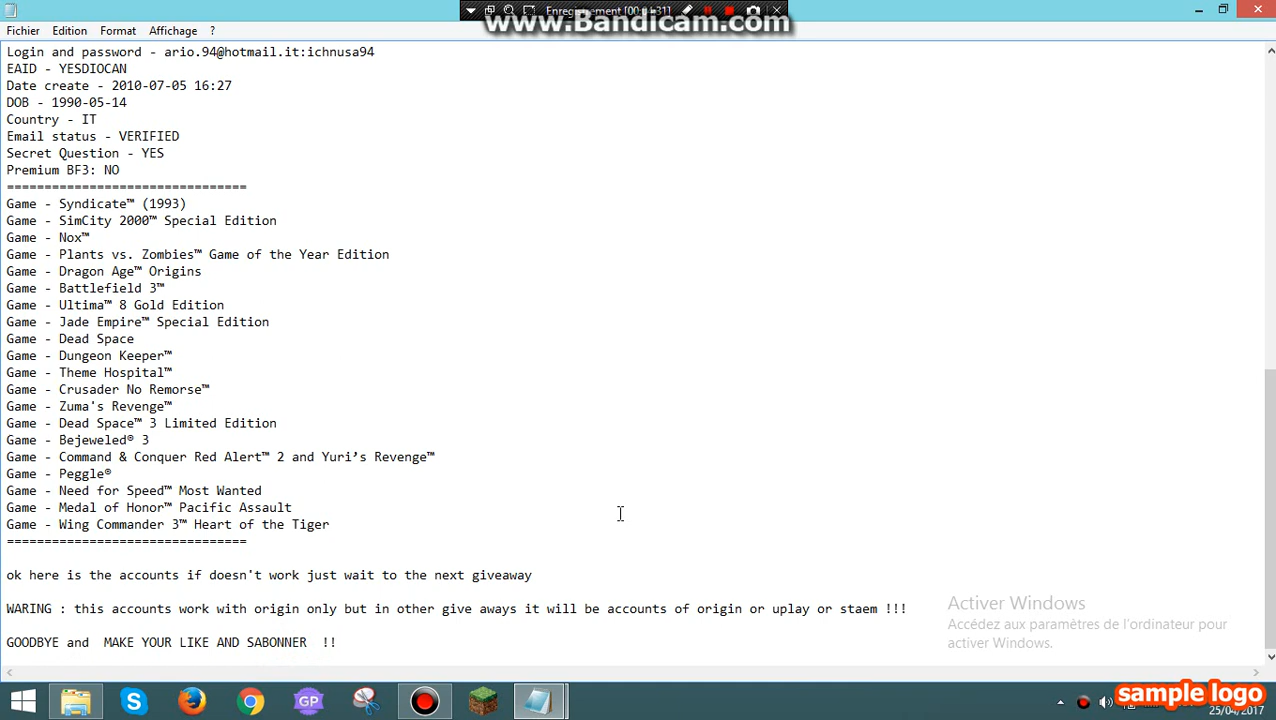 www.Bandicam.com
Fichier Edition Format Affichage ?
Login and password - [redacted]
EAID - YESDIOCAN
Date create - 2010-07-05 16:27
DOB - 1990-05-14
Country - IT
Email status - VERIFIED
Secret Question - YES
Premium BF3: NO
================================
Game - Syndicate™ (1993)
Game - SimCity 2000™ Special Edition
Game - Nox™
Game - Plants vs. Zombies™ Game of the Year Edition
Game - Dragon Age™ Origins
Game - Battlefield 3™
Game - Ultima™ 8 Gold Edition
Game - Jade Empire™ Special Edition
Game - Dead Space
Game - Dungeon Keeper™
Game - Theme Hospital™
Game - Crusader No Remorse™
Game - Zuma's Revenge™
Game - Dead Space™ 3 Limited Edition
Game - Bejeweled® 3
Game - Command & Conquer Red Alert™ 2 and Yuri’s Revenge™
Game - Peggle®
Game - Need for Speed™ Most Wanted
Game - Medal of Honor™ Pacific Assault
Game - Wing Commander 3™ Heart of the Tiger
================================
ok here is the accounts if doesn't work just wait to the next giveaway
WARING : this accounts work with origin only but in other give aways it will be accounts of origin or uplay or staem !!!
GOODBYE and MAKE YOUR LIKE AND SABONNER !!
Activer Windows
Accédez aux paramètres de l'ordinateur pour
activer Windows.
GP
sample logo
25/04/2017